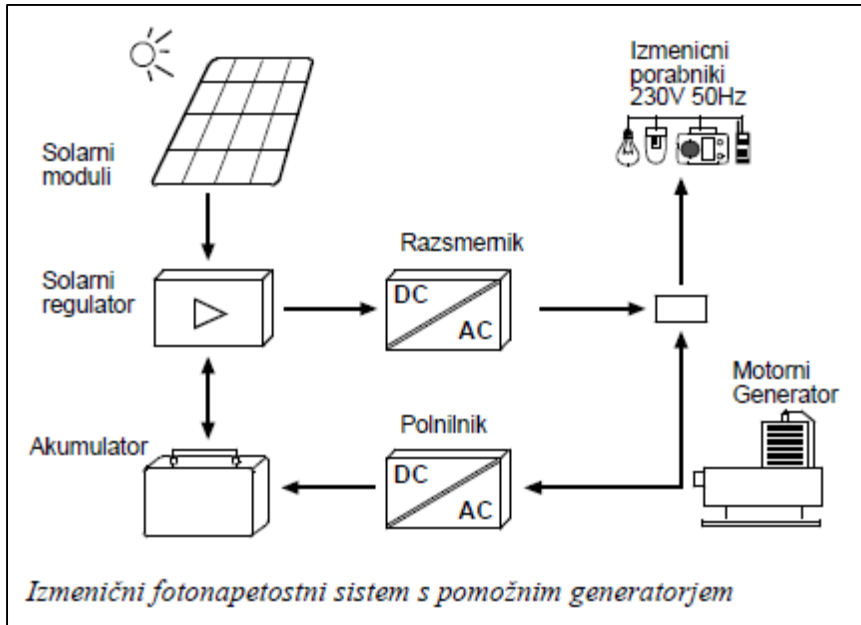 Izmenicni
porabniki
230V 50Hz
Solarni
moduli
Razsmernik
Solarni
regulator
DC
AC
Motorni
Generator
Akumulator
Polnilnik
DC
AC
Izmenični fotonapetostni sistem s pomožnim generatorjem